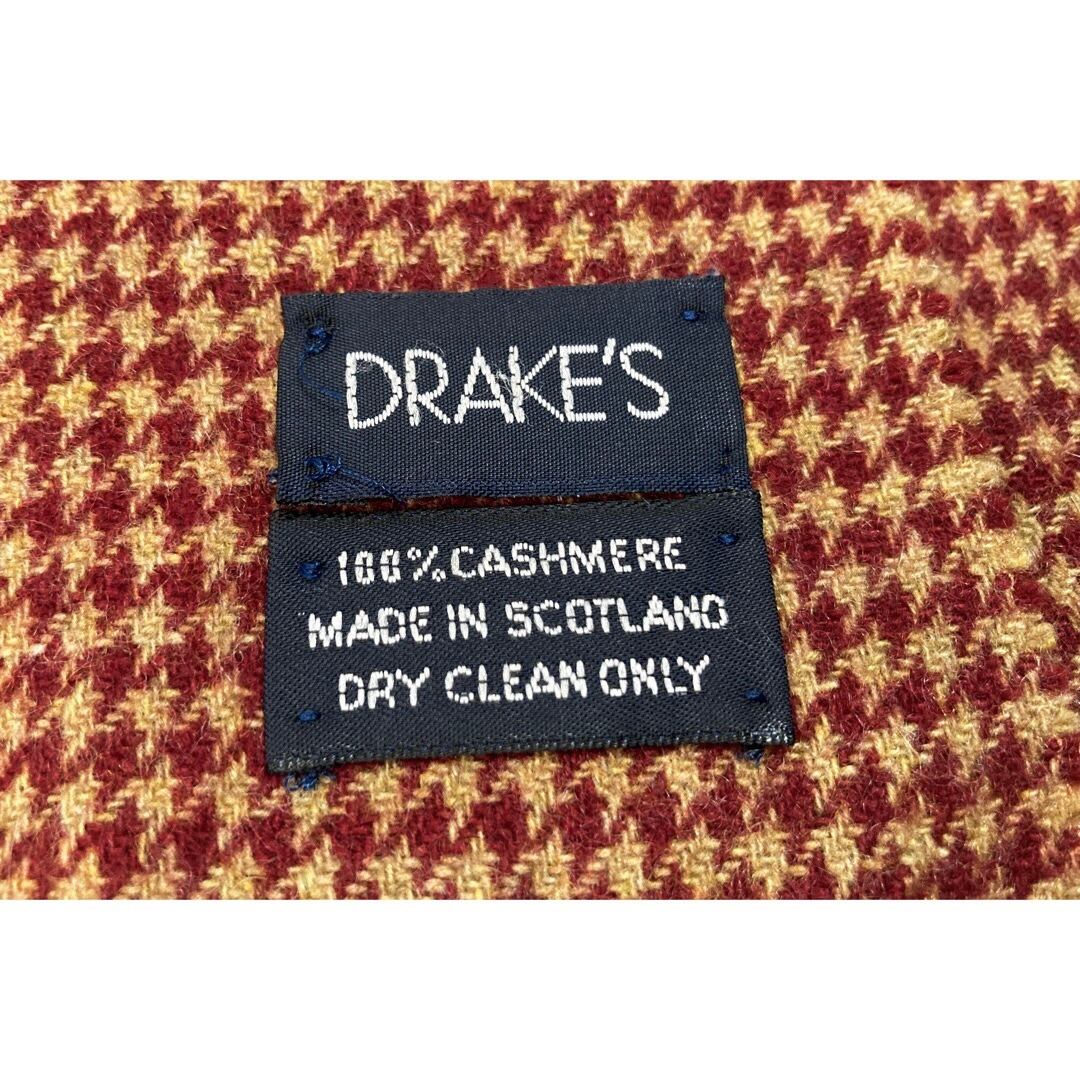 DRAKE'S
100% CASHMERE
MADE IN SCOTLAND
DRY CLEAN ONLY